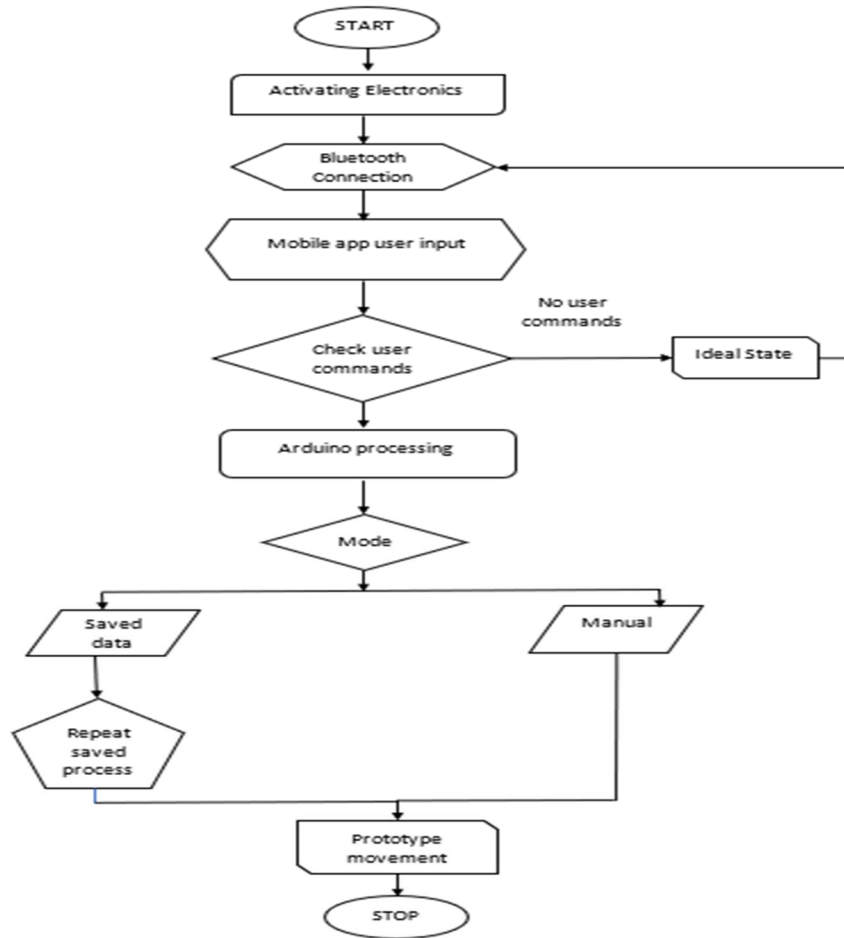 START
Activating Electronics
Bluetooth
Connection
Mobile app user input
No user
commands
Check user
commands
Ideal State
Arduino processing
Mode
Saved
data
Manual
Repeat
saved
process
Prototype
movement
STOP